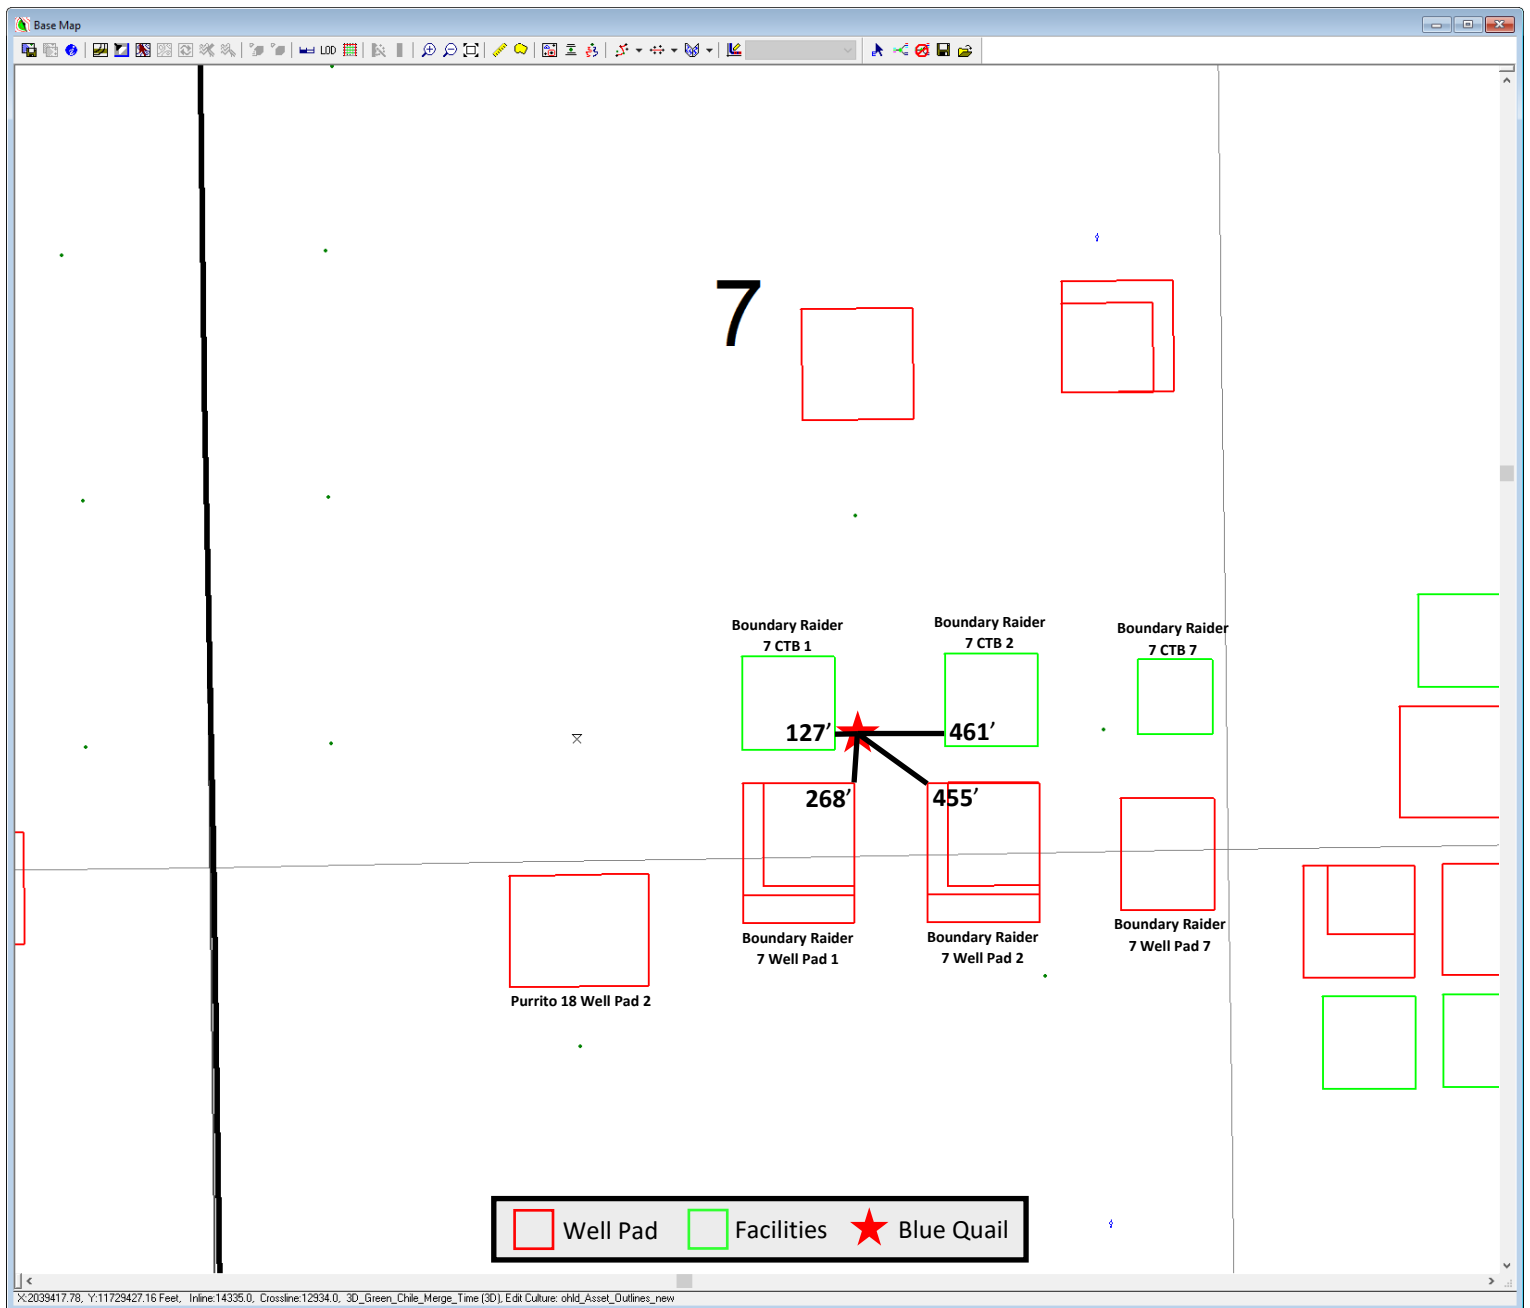 Base Map
LOD
7
Boundary Raider
7 CTB 1
Boundary Raider
7 CTB 2
Boundary Raider
7 CTB 7
127’
461’
268’
455’
Boundary Raider
7 Well Pad 1
Boundary Raider
7 Well Pad 2
Boundary Raider
7 Well Pad 7
Purrito 18 Well Pad 2
Well Pad
Facilities
Blue Quail
X:2039417.78, Y:11729427.16 Feet, Inline:14335.0, Crossline:12934.0, 3D_Green_Chile_Merge_Time (3D), Edit Culture: ohld_Asset_Outlines_new